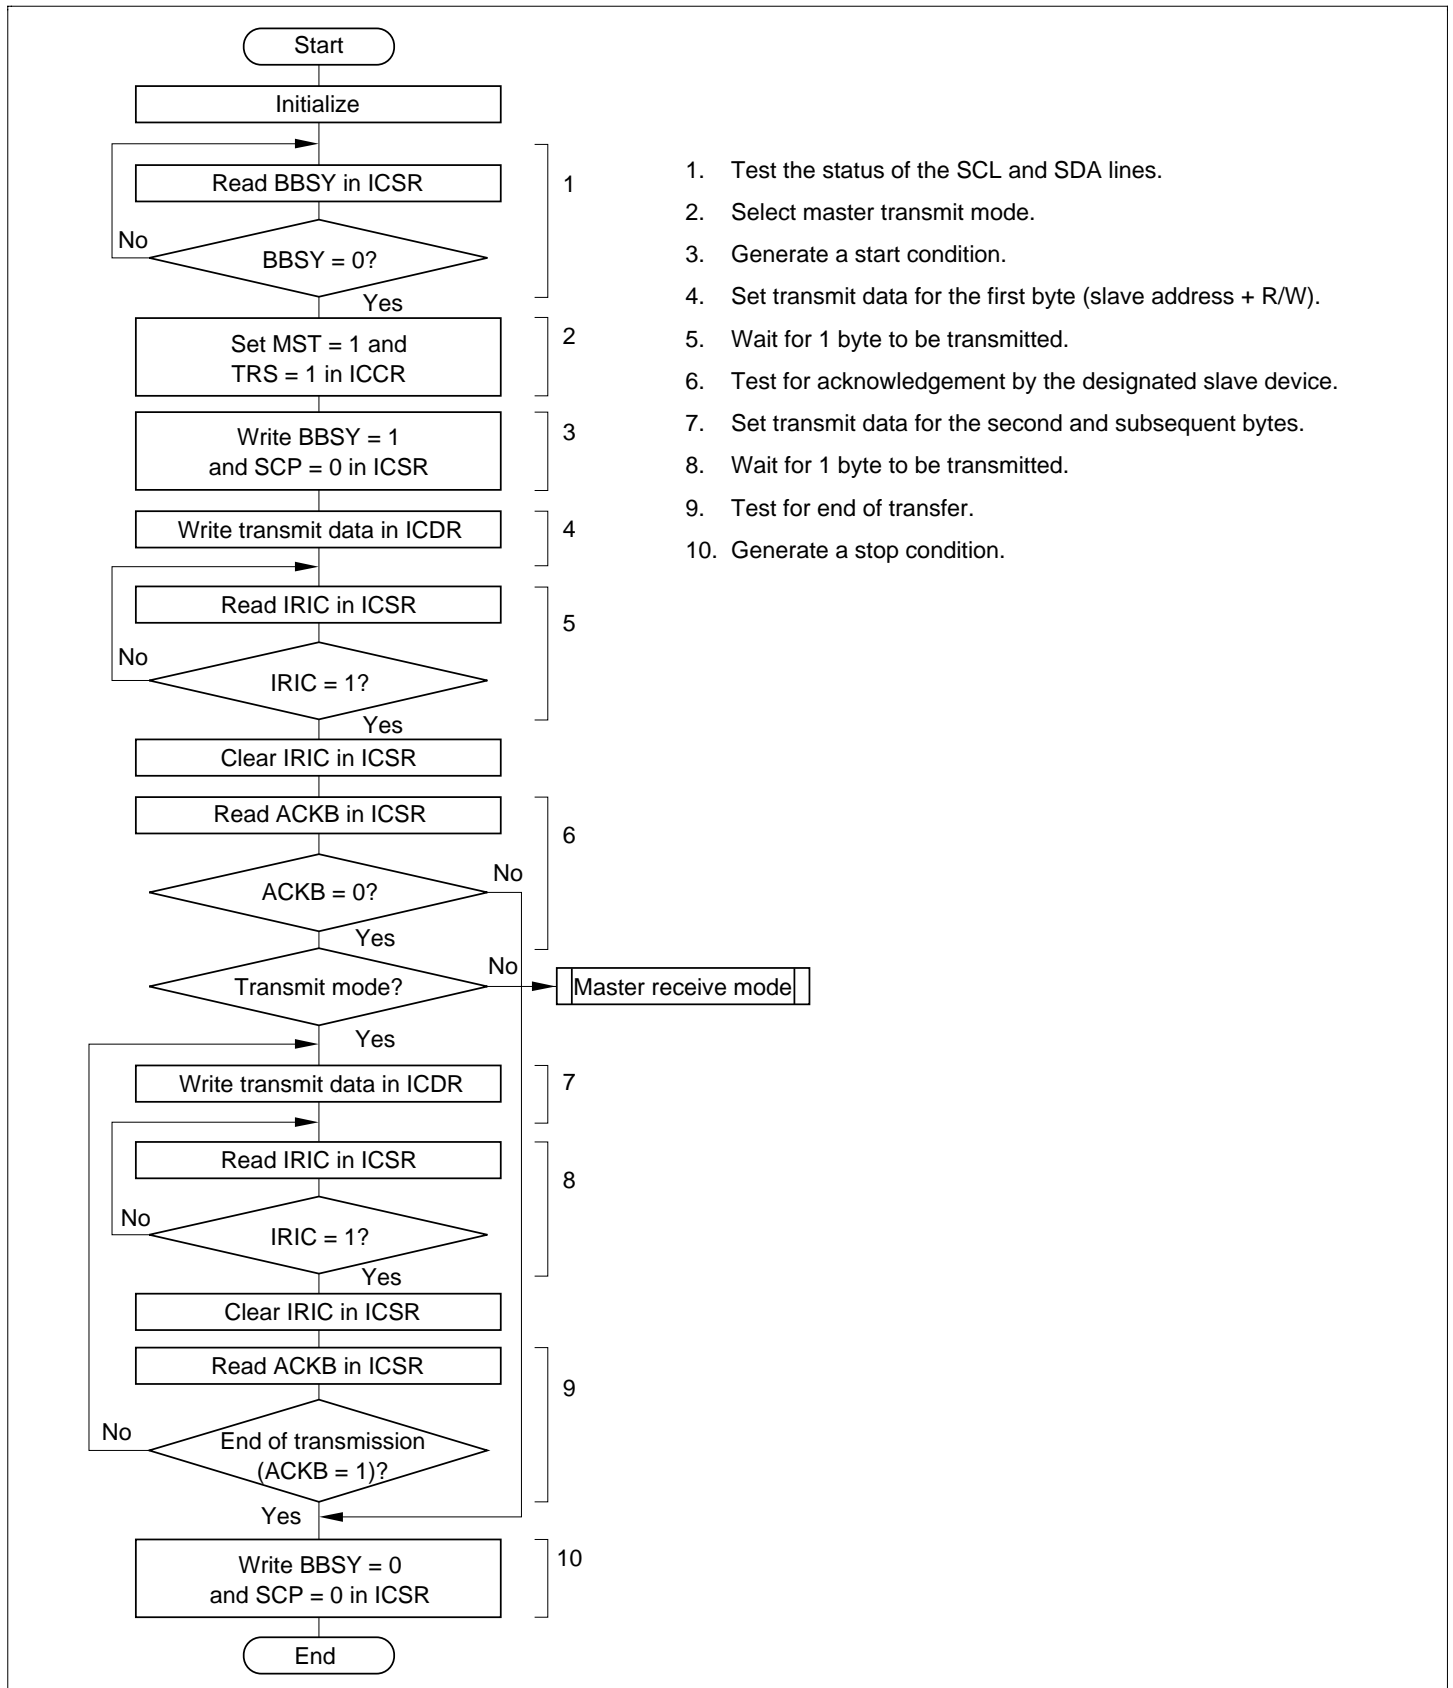 Start
Initialize
Read BBSY in ICSR
1
No
BBSY = 0?
Yes
Set MST = 1 and
TRS = 1 in ICCR
2
Write BBSY = 1
and SCP = 0 in ICSR
3
Write transmit data in ICDR
4
Read IRIC in ICSR
5
No
IRIC = 1?
Yes
Clear IRIC in ICSR
Read ACKB in ICSR
6
No
ACKB = 0?
Yes
No
Transmit mode?
Master receive mode
Yes
Write transmit data in ICDR
7
Read IRIC in ICSR
8
No
IRIC = 1?
Yes
Clear IRIC in ICSR
Read ACKB in ICSR
9
No
End of transmission
(ACKB = 1)?
Yes
Write BBSY = 0
and SCP = 0 in ICSR
10
End
1. Test the status of the SCL and SDA lines.
2. Select master transmit mode.
3. Generate a start condition.
4. Set transmit data for the first byte (slave address + R/W).
5. Wait for 1 byte to be transmitted.
6. Test for acknowledgement by the designated slave device.
7. Set transmit data for the second and subsequent bytes.
8. Wait for 1 byte to be transmitted.
9. Test for end of transfer.
10. Generate a stop condition.